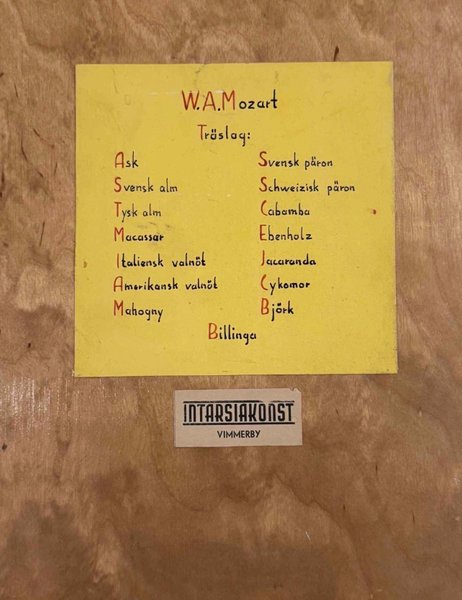 W.A.Mozart
Träslag:
Ask
Svensk alm
Tysk alm
Macassar
Italiensk valnöt
Amerikansk valnöt
Mahogny
Svensk päron
Schweizisk päron
Cabamba
Ebenholz
Jacaranda
Cykomor
Björk
Billinga
INTARSIAKONST
VIMMERBY